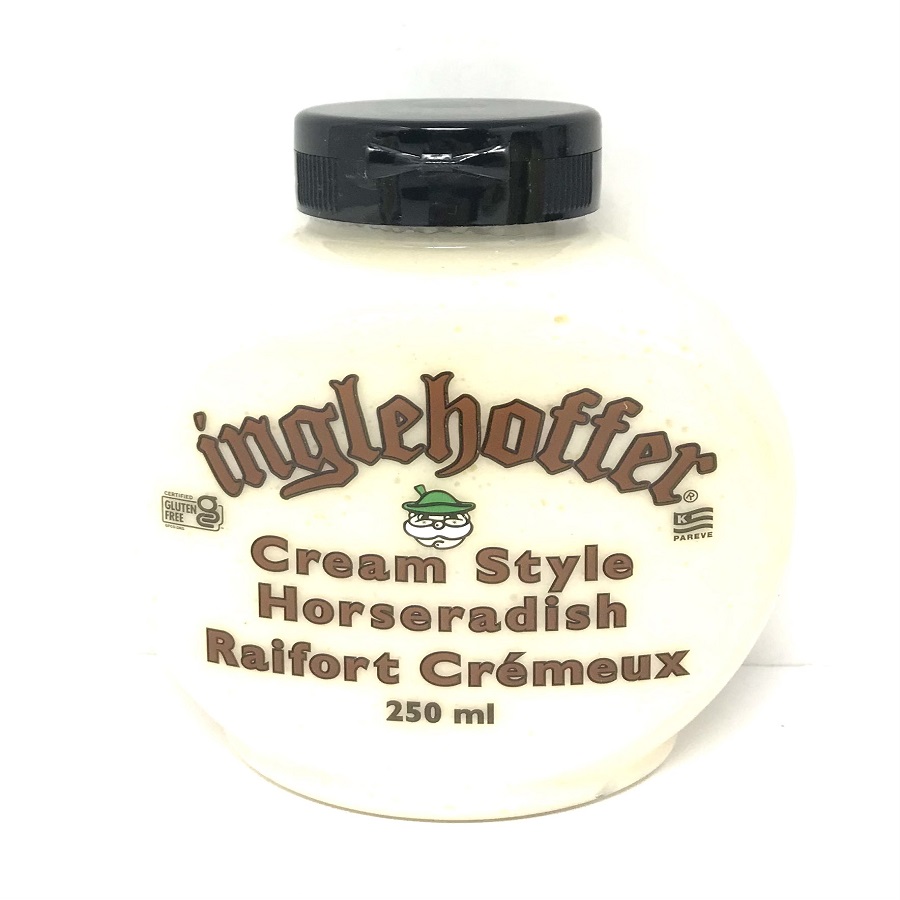 inglehoffer®
CERTIFIED
GLUTEN
FREE
K
PAREVE
Cream Style
Horseradish
Raifort Crémeux
250 ml